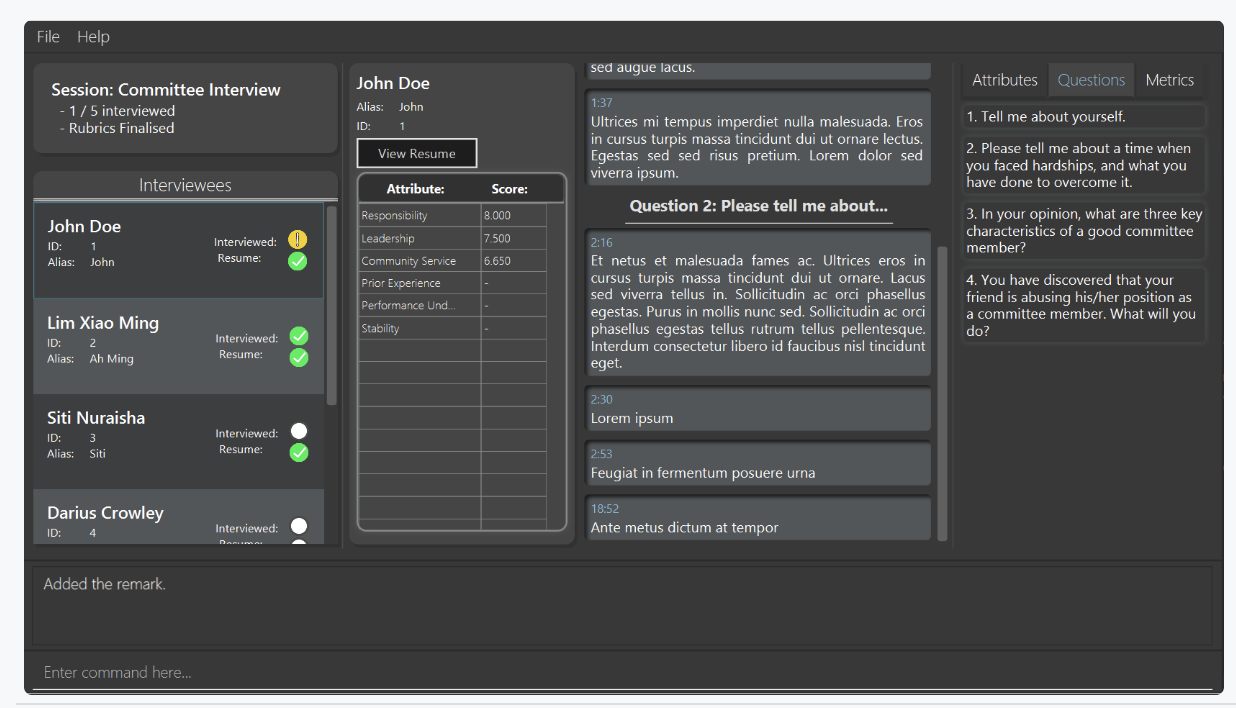 File Help
Session: Committee Interview
- 1 / 5 interviewed
- Rubrics Finalised
Interviewees
John Doe
ID: 1
Alias: John
Interviewed:
Resume:
Lim Xiao Ming
ID: 2
Alias: Ah Ming
Interviewed:
Resume:
Siti Nuraisha
ID: 3
Alias: Siti
Interviewed:
Resume:
Darius Crowley
ID: 4
Interviewed:
Resume:
John Doe
Alias: John
ID: 1
View Resume
Attribute: Score:
Responsibility 8.000
Leadership 7.500
Community Service 6.650
Prior Experience -
Performance Und... -
Stability -
sed augue lacus.
1:37
Ultrices mi tempus imperdiet nulla malesuada. Eros
in cursus turpis massa tincidunt dui ut ornare lectus.
Egestas sed sed risus pretium. Lorem dolor sed
viverra ipsum.
Question 2: Please tell me about...
2:16
Et netus et malesuada fames ac. Ultrices eros in
cursus turpis massa tincidunt dui ut ornare. Lacus
sed viverra tellus in. Sollicitudin ac orci phasellus
egestas. Purus in mollis nunc sed. Sollicitudin ac orci
phasellus egestas tellus rutrum tellus pellentesque.
Interdum consectetur libero id faucibus nisl tincidunt
eget.
2:30
Lorem ipsum
2:53
Feugiat in fermentum posuere urna
18:52
Ante metus dictum at tempor
Attributes Questions Metrics
1. Tell me about yourself.
2. Please tell me about a time when
you faced hardships, and what you
have done to overcome it.
3. In your opinion, what are three key
characteristics of a good committee
member?
4. You have discovered that your
friend is abusing his/her position as
a committee member. What will you
do?
Added the remark.
Enter command here...